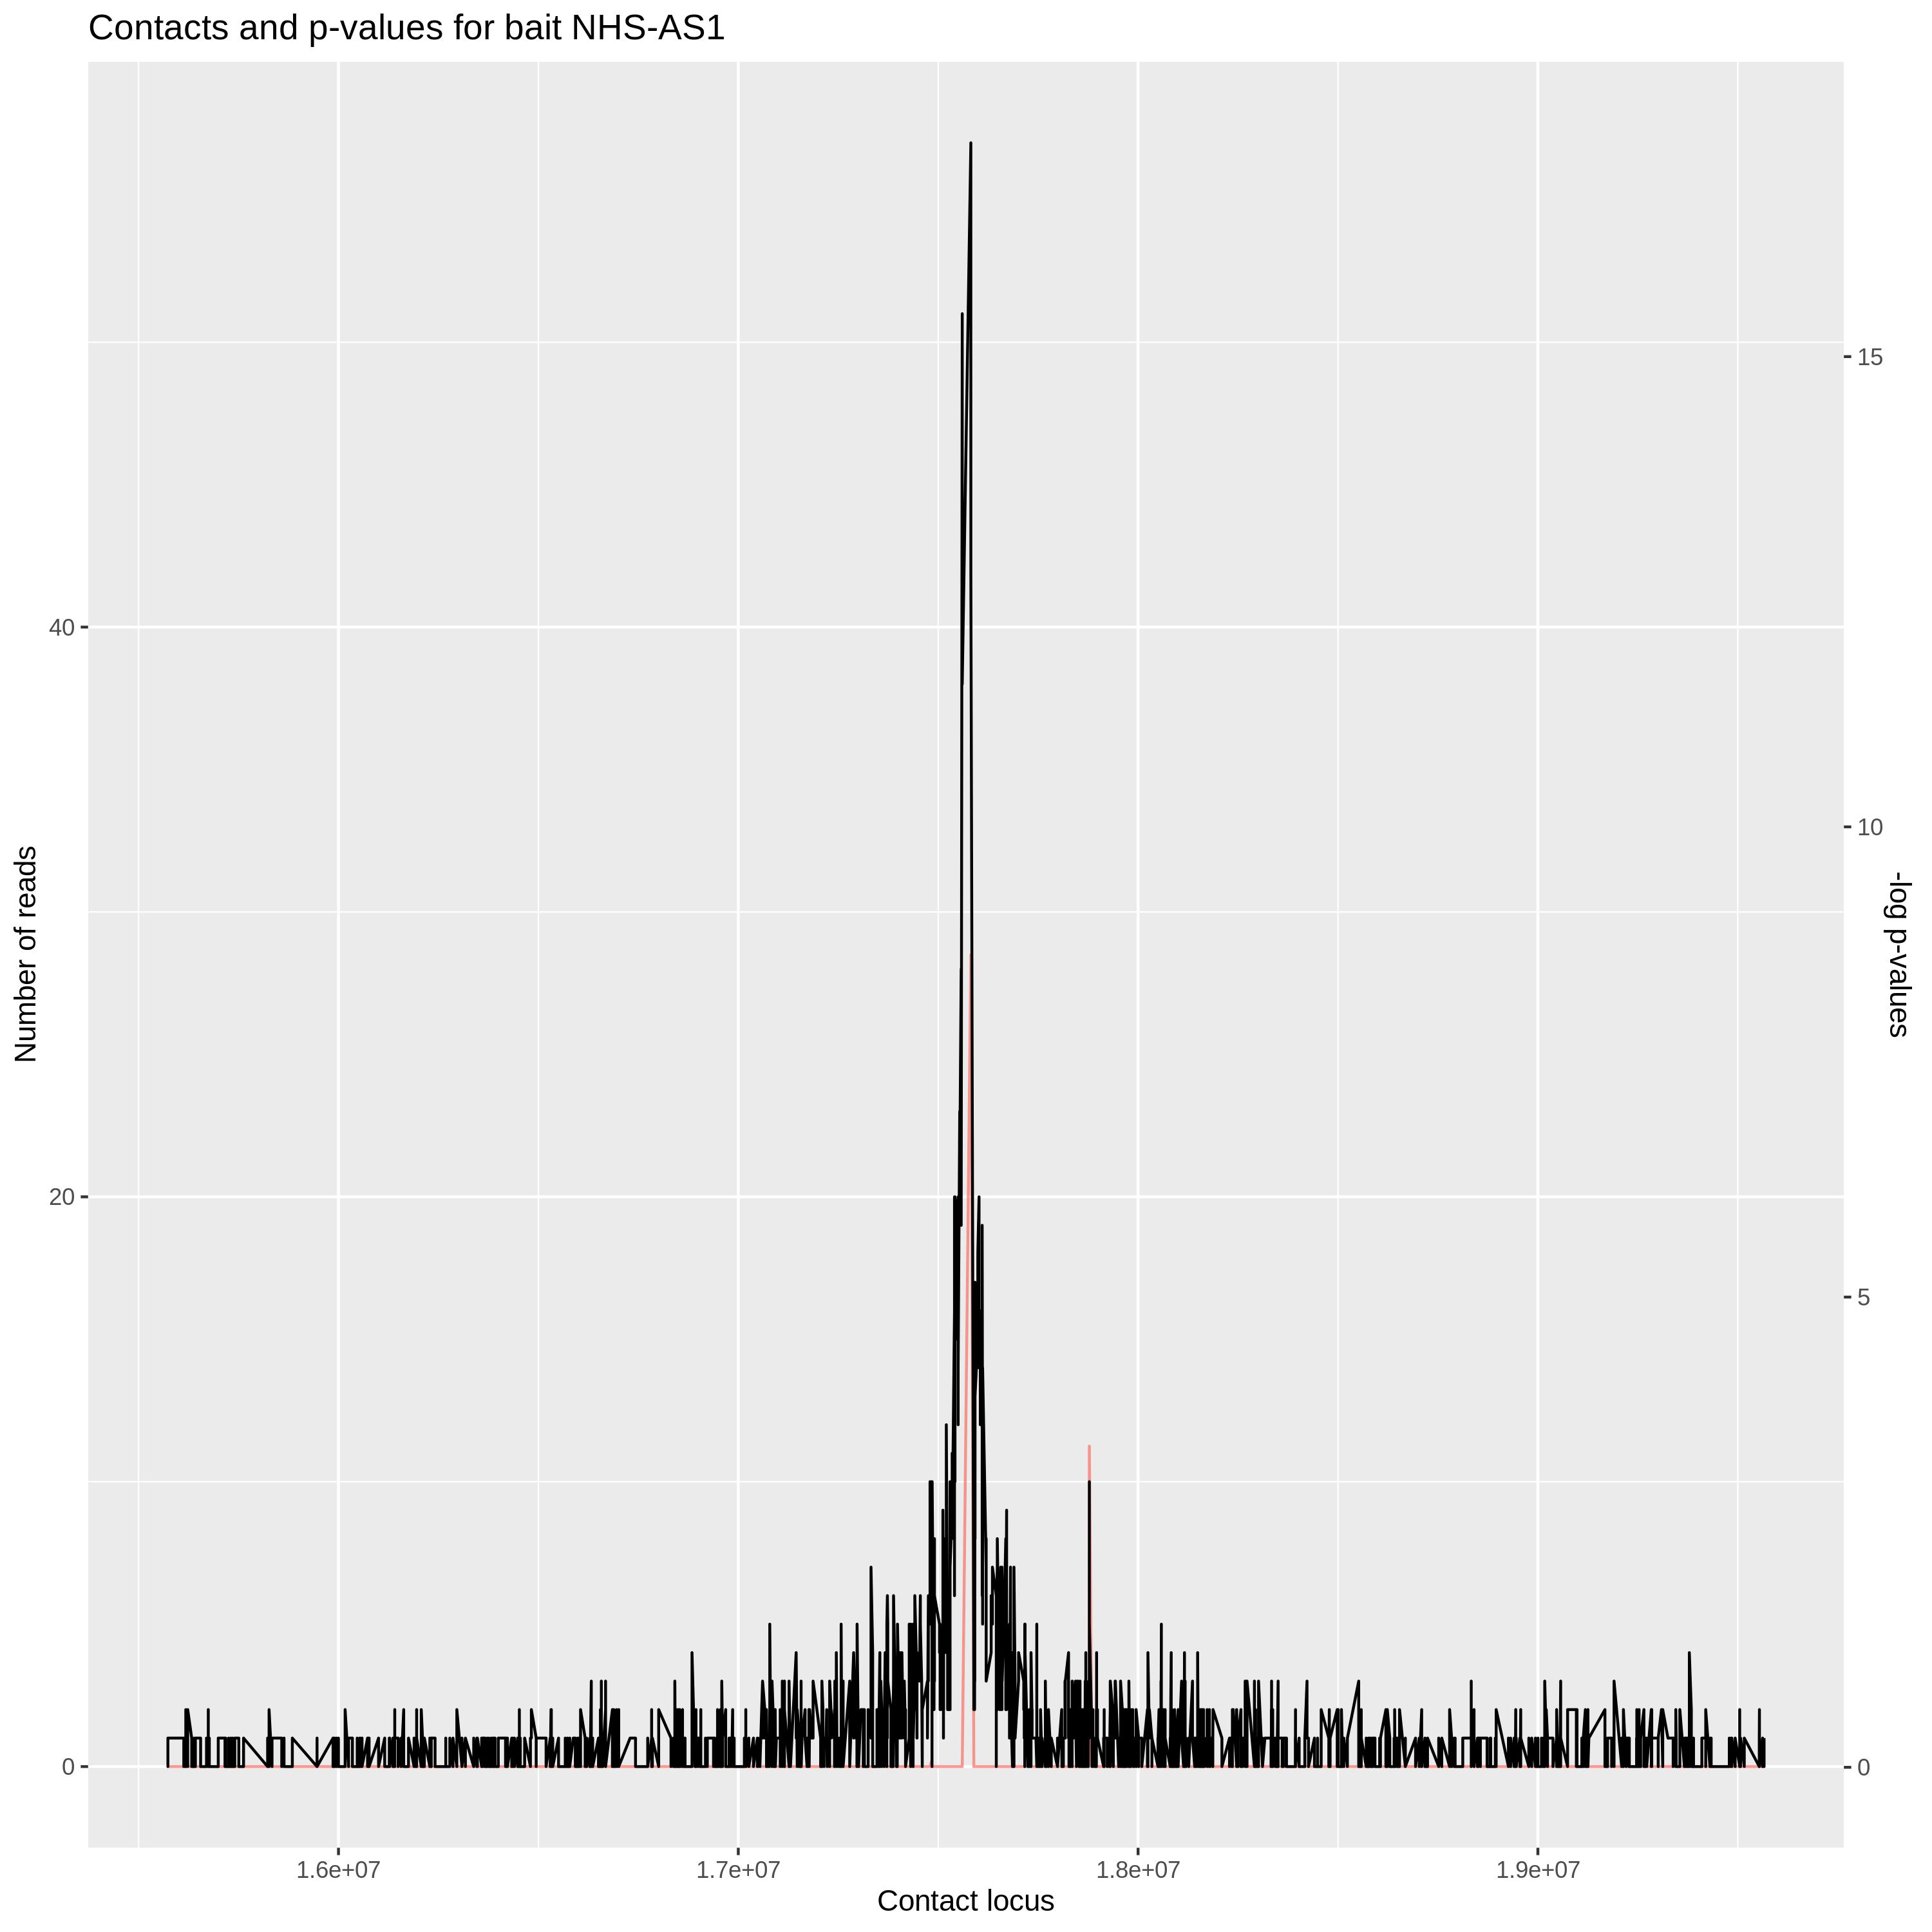 Contacts and p-values for bait NHS-AS1
Number of reads
40
20
0
15
10
5
0
-log p-values
1.6e+07
1.7e+07
1.8e+07
1.9e+07
Contact locus